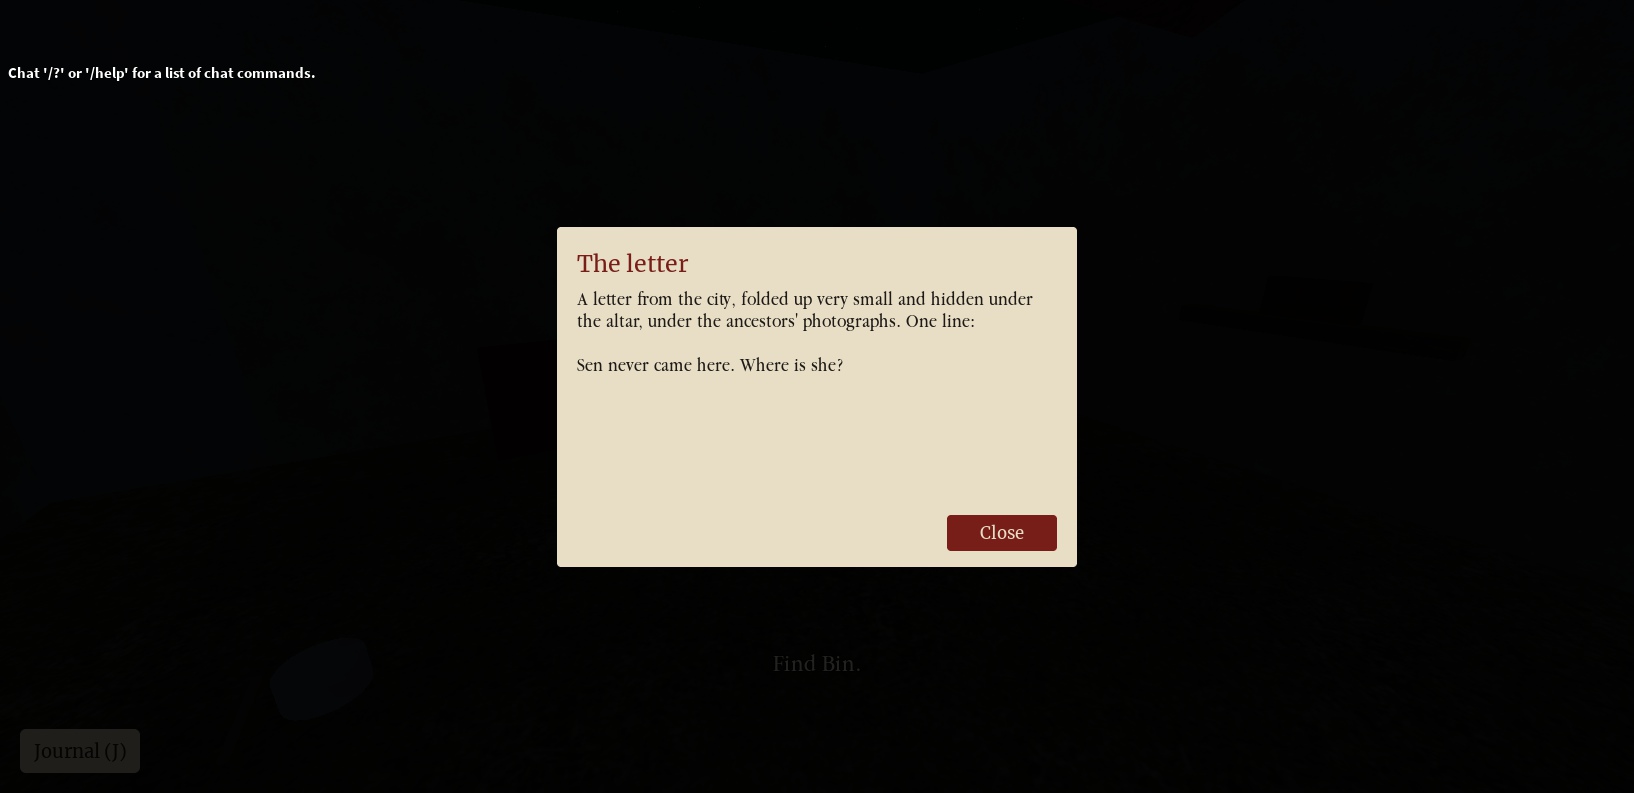 Chat '/?' or '/help' for a list of chat commands.
The letter
A letter from the city, folded up very small and hidden under
the altar, under the ancestors' photographs. One line:
Sen never came here. Where is she?
Close
Find Bin.
Journal (J)